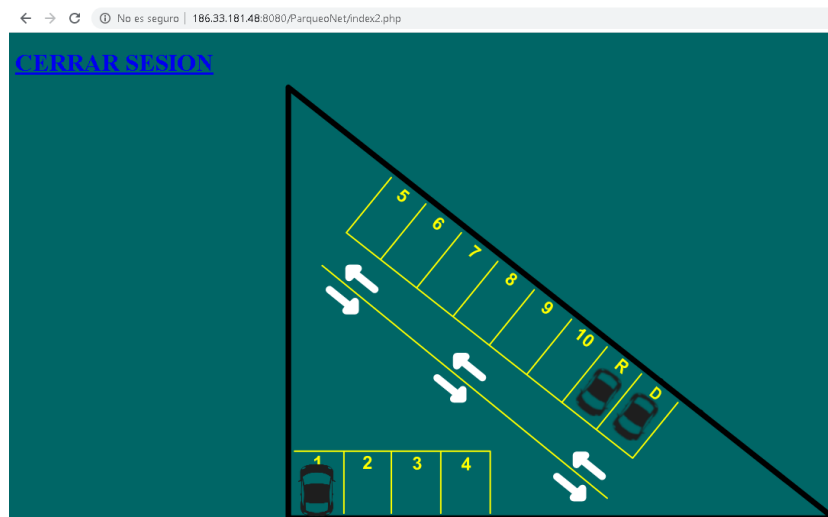 No es seguro | 186.33.181.48:8080/ParqueoNet/index2.php
CERRAR SESION
5
6
7
8
9
10
R
D
1 2 3 4